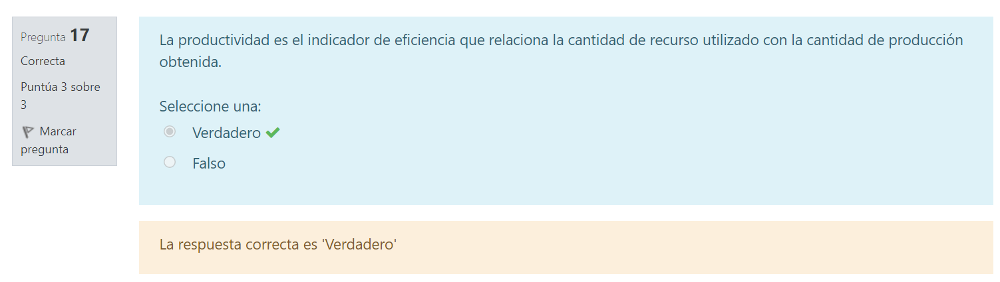 Pregunta 17
Correcta
Puntúa 3 sobre
3
Marcar
pregunta
La productividad es el indicador de eficiencia que relaciona la cantidad de recurso utilizado con la cantidad de producción
obtenida.
Seleccione una:
Verdadero
Falso
La respuesta correcta es 'Verdadero'